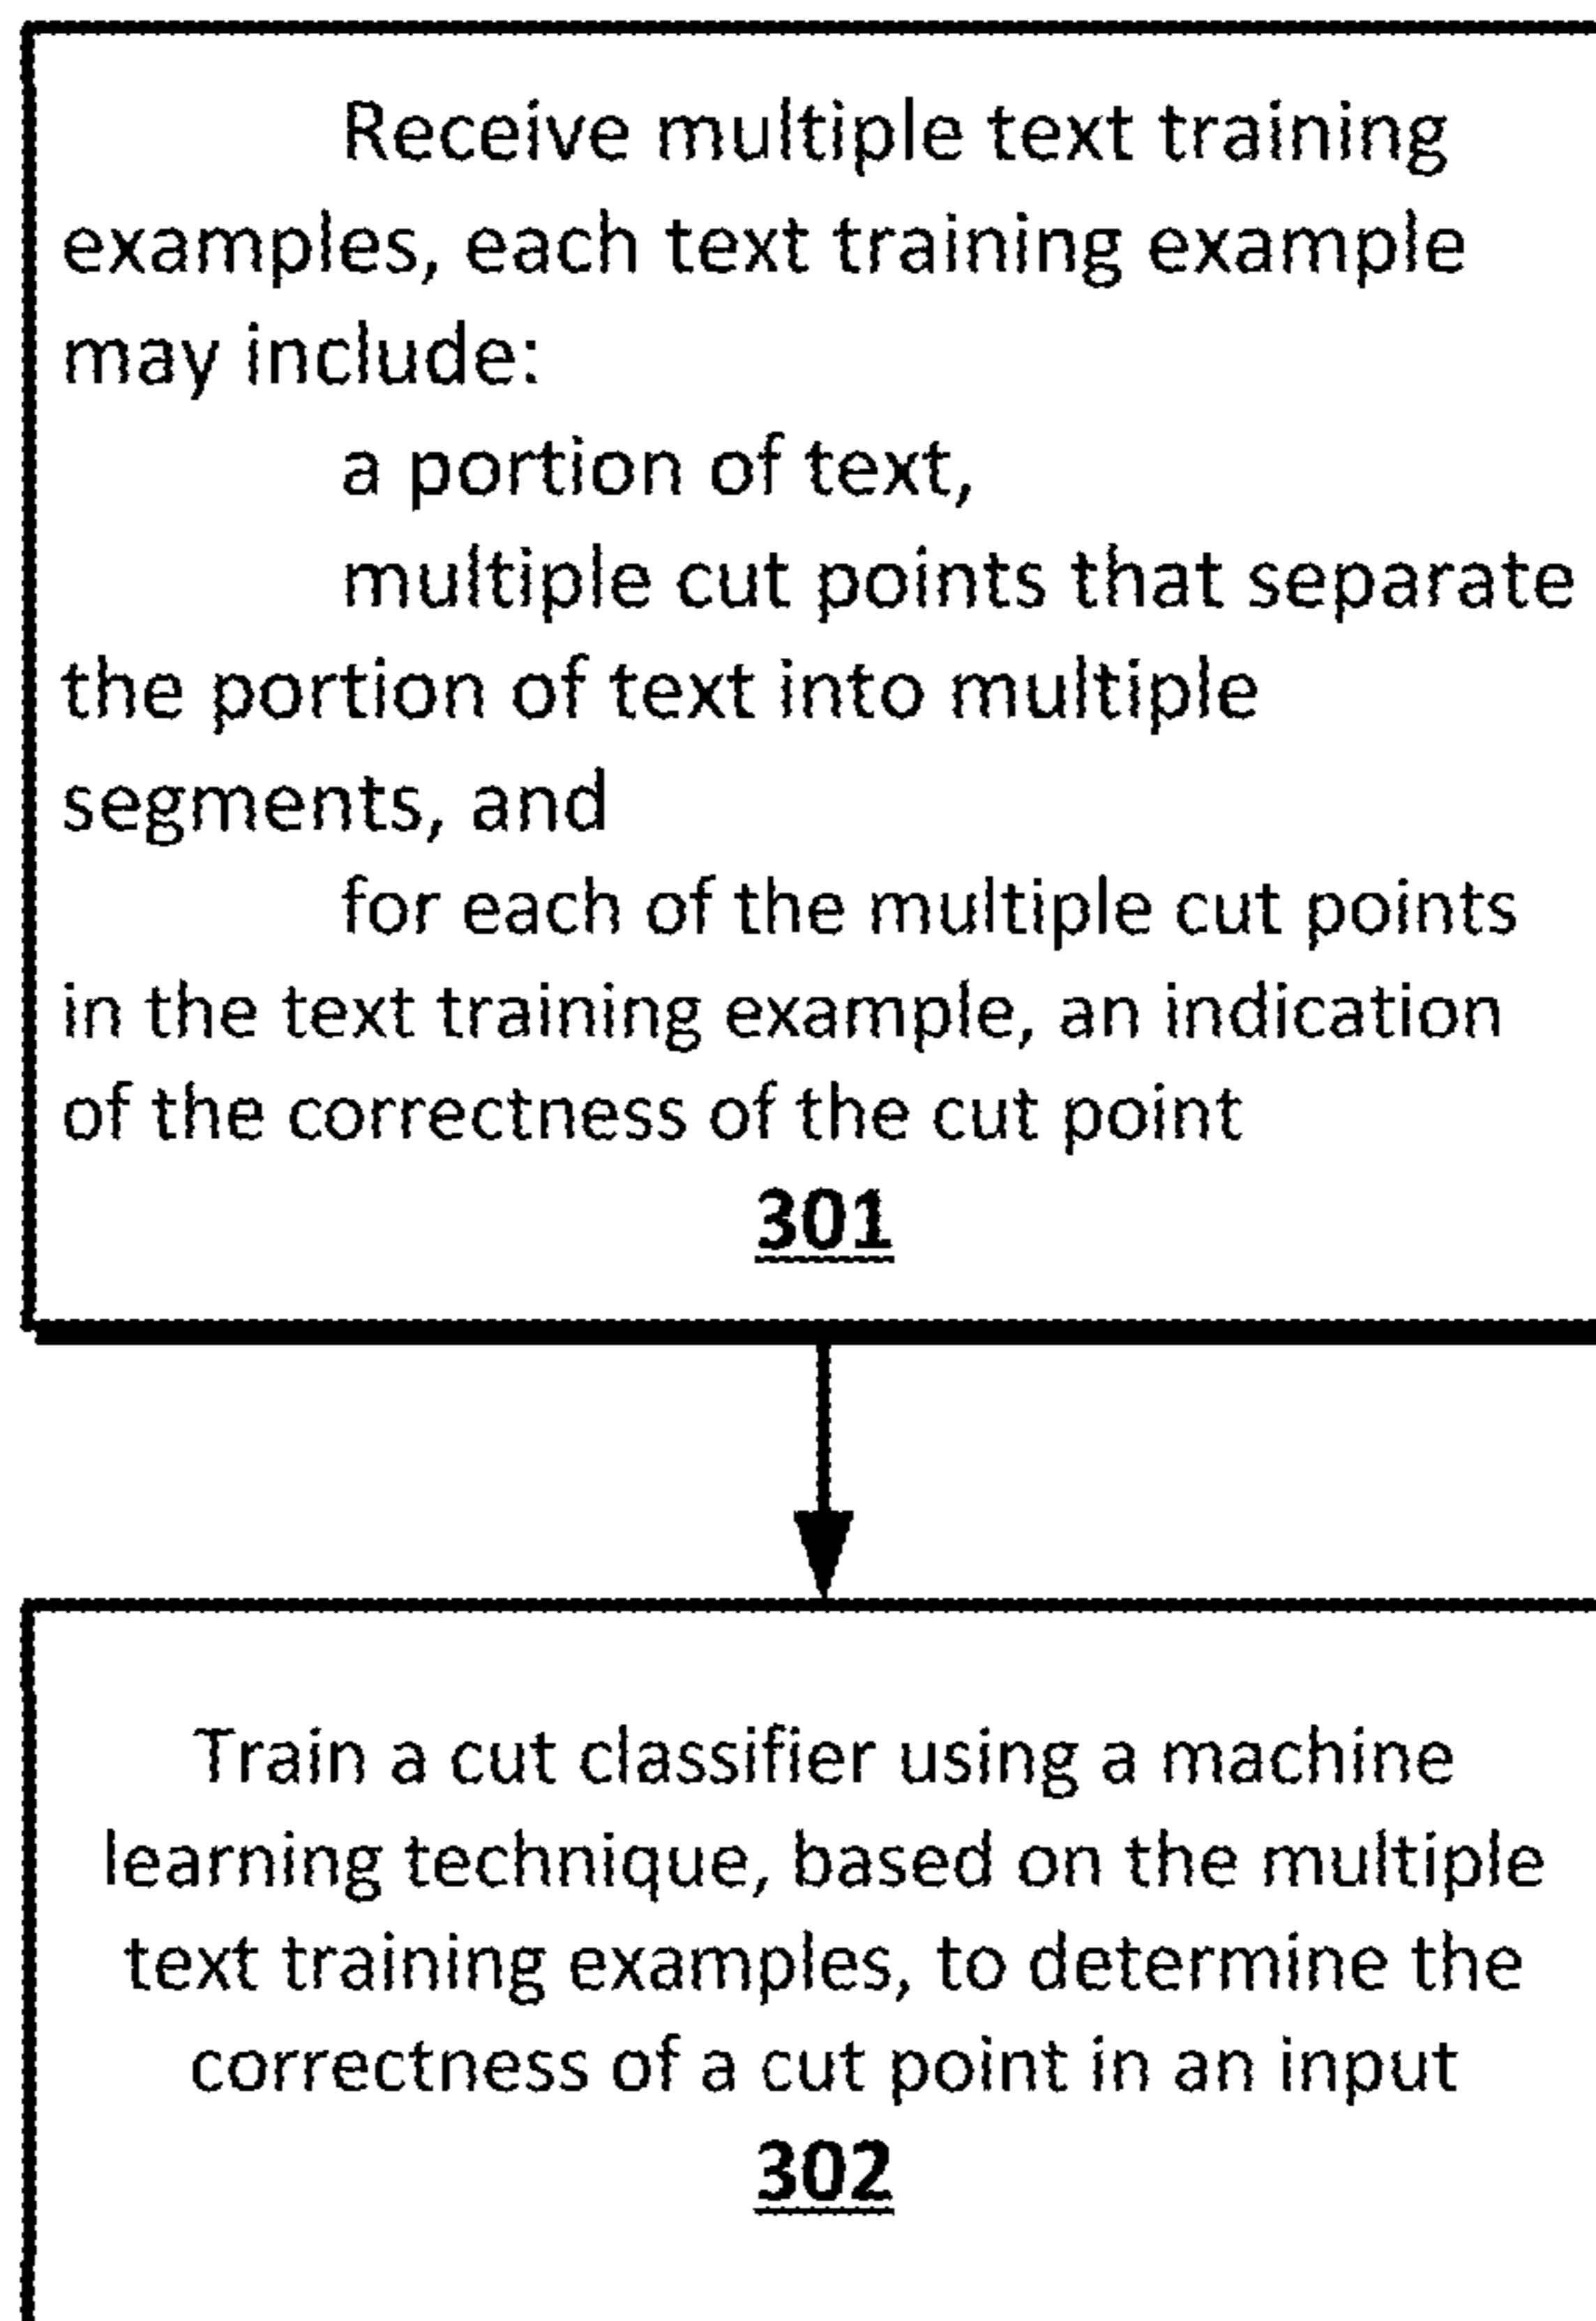 Receive multiple text training
examples, each text training example
may include:
a portion of text,
multiple cut points that separate
the portion of text into multiple
segments, and
for each of the multiple cut points
in the text training example, an indication
of the correctness of the cut point
301
Train a cut classifier using a machine
learning technique, based on the multiple
text training examples, to determine the
correctness of a cut point in an input
302